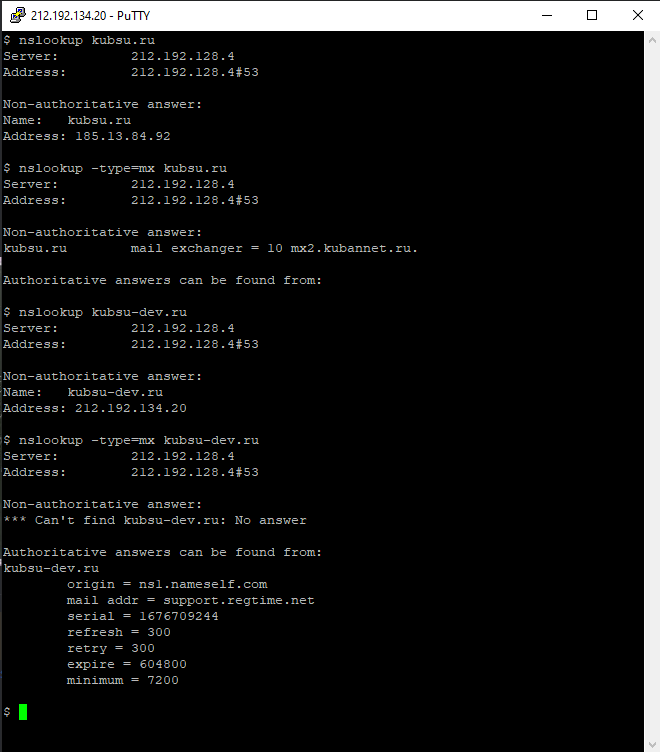 212.192.134.20 - PuTTY
$ nslookup kubsu.ru
Server:         212.192.128.4
Address:        212.192.128.4#53
Non-authoritative answer:
Name:   kubsu.ru
Address: 185.13.84.92
$ nslookup -type=mx kubsu.ru
Server:         212.192.128.4
Address:        212.192.128.4#53
Non-authoritative answer:
kubsu.ru        mail exchanger = 10 mx2.kubannet.ru.
Authoritative answers can be found from:
$ nslookup kubsu-dev.ru
Server:         212.192.128.4
Address:        212.192.128.4#53
Non-authoritative answer:
Name:   kubsu-dev.ru
Address: 212.192.134.20
$ nslookup -type=mx kubsu-dev.ru
Server:         212.192.128.4
Address:        212.192.128.4#53
Non-authoritative answer:
*** Can't find kubsu-dev.ru: No answer
Authoritative answers can be found from:
kubsu-dev.ru
        origin = ns1.nameself.com
        mail addr = support.regtime.net
        serial = 1676709244
        refresh = 300
        retry = 300
        expire = 604800
        minimum = 7200
$